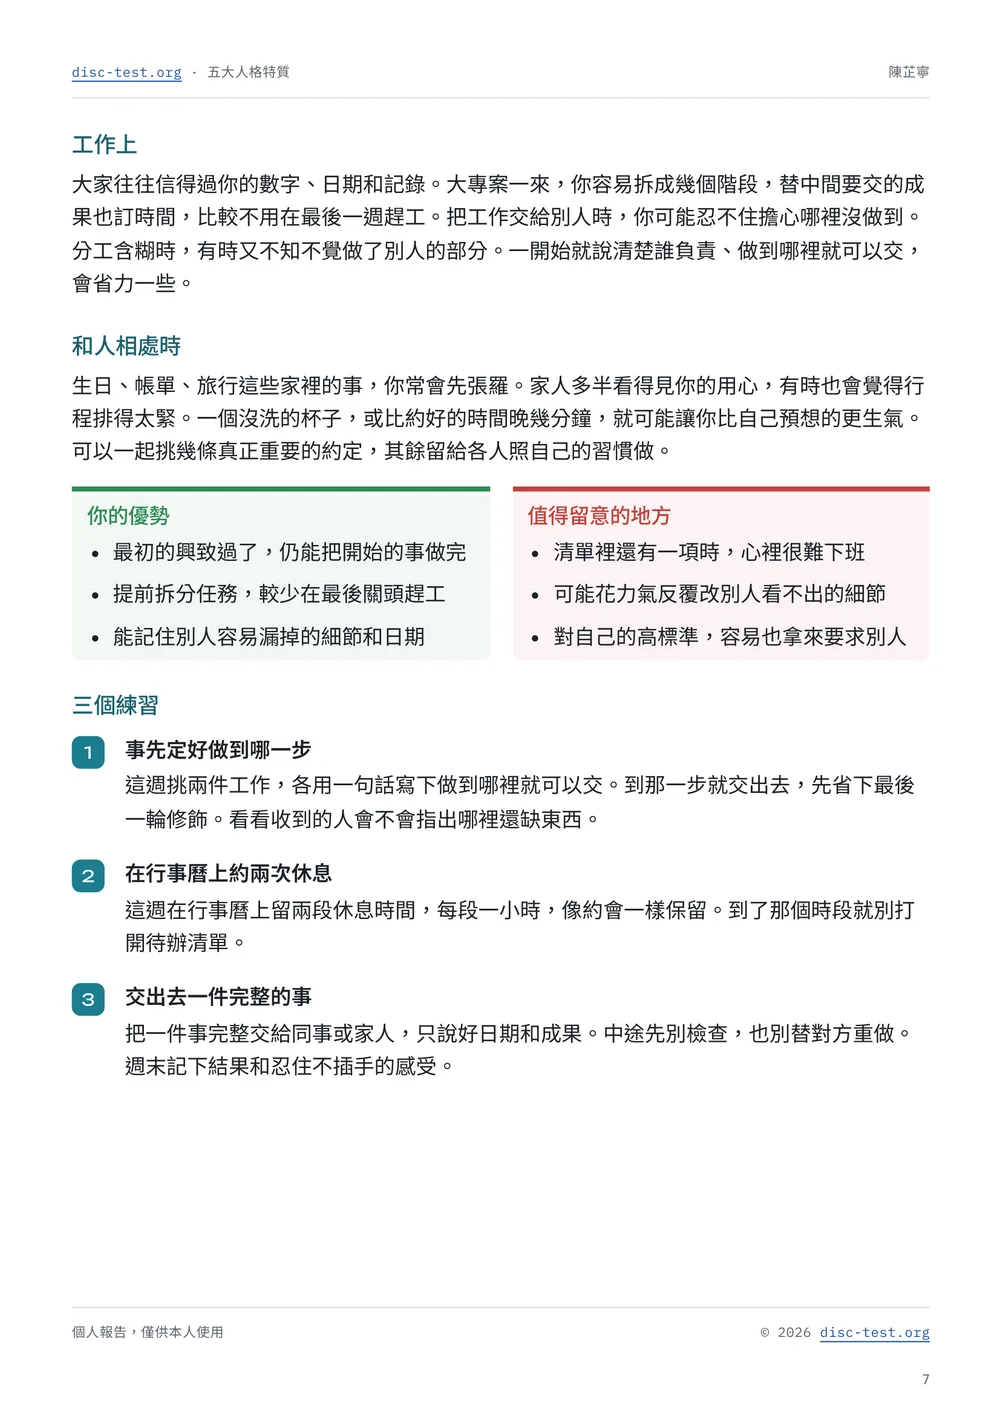 disc-test.org · 五大人格特質
陳芷寧
工作上
大家往往信得過你的數字、日期和記錄。大專案一來，你容易拆成幾個階段，替中間要交的成
果也訂時間，比較不用在最後一週趕工。把工作交給別人時，你可能忍不住擔心哪裡沒做到。
分工含糊時，有時又不知不覺做了別人的部分。一開始就說清楚誰負責、做到哪裡就可以交，
會省力一些。
和人相處時
生日、帳單、旅行這些家裡的事，你常會先張羅。家人多半看得見你的用心，有時也會覺得行
程排得太緊。一個沒洗的杯子，或比約好的時間晚幾分鐘，就可能讓你比自己預想的更生氣。
可以一起挑幾條真正重要的約定，其餘留給各人照自己的習慣做。
你的優勢
• 最初的興致過了，仍能把開始的事做完
• 提前拆分任務，較少在最後關頭趕工
• 能記住別人容易漏掉的細節和日期
值得留意的地方
• 清單裡還有一項時，心裡很難下班
• 可能花力氣反覆改別人看不出的細節
• 對自己的高標準，容易也拿來要求別人
三個練習
1 事先定好做到哪一步
這週挑兩件工作，各用一句話寫下做到哪裡就可以交。到那一步就交出去，先省下最後
一輪修飾。看看收到的人會不會指出哪裡還缺東西。
2 在行事曆上約兩次休息
這週在行事曆上留兩段休息時間，每段一小時，像約會一樣保留。到了那個時段就別打
開待辦清單。
3 交出去一件完整的事
把一件事完整交給同事或家人，只說好日期和成果。中途先別檢查，也別替對方重做。
週末記下結果和忍住不插手的感受。
個人報告，僅供本人使用
© 2026 disc-test.org
7